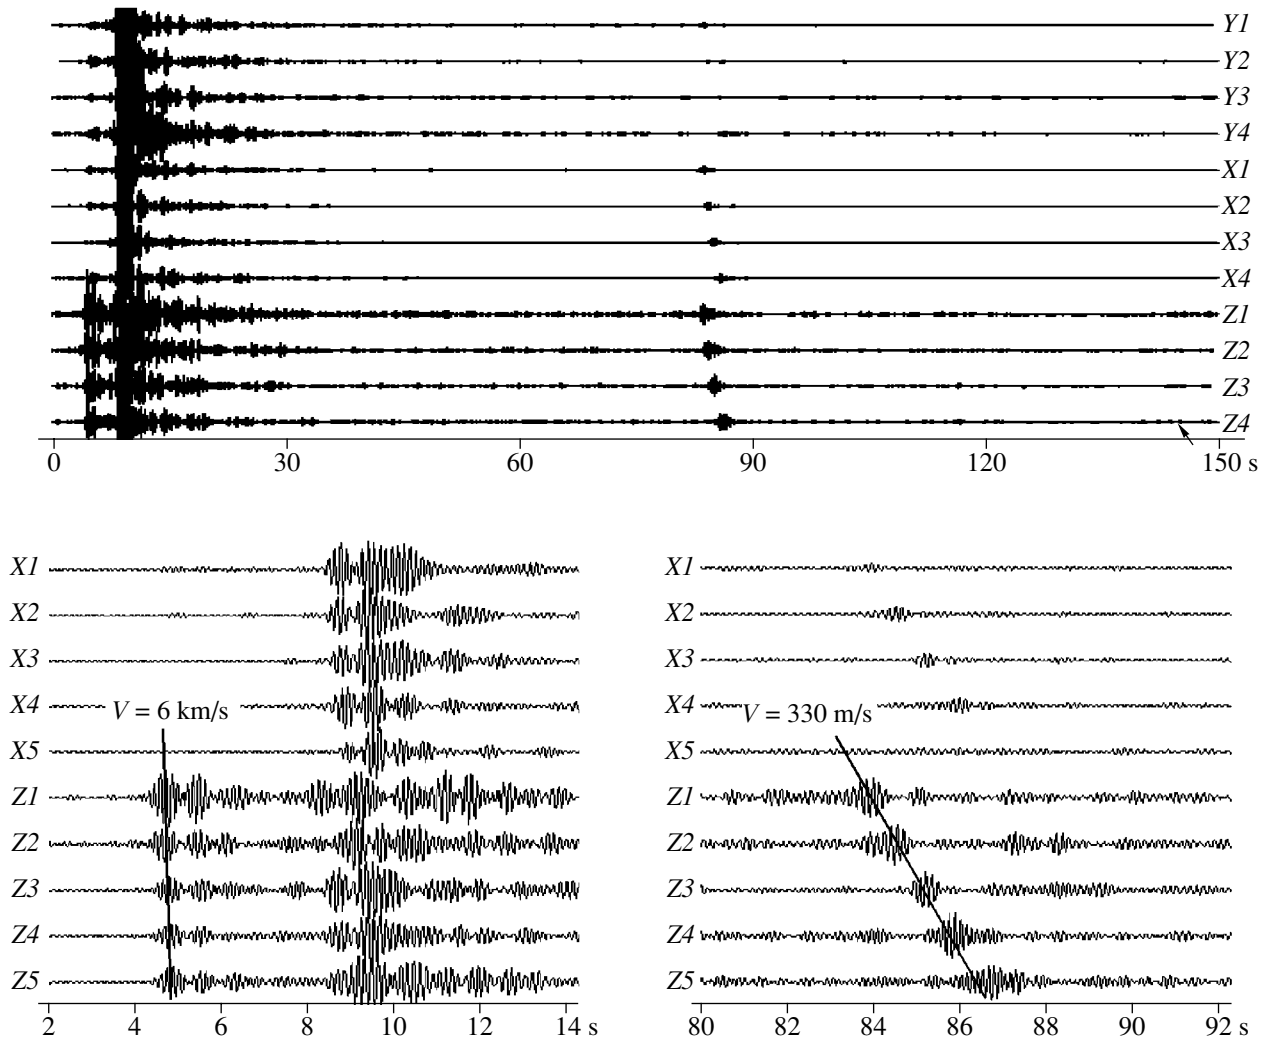 Y1
Y2
Y3
Y4
X1
X2
X3
X4
Z1
Z2
Z3
Z4
0 30 60 90 120 150 s
X1
X2
X3
X4
V = 6 km/s
X5
Z1
Z2
Z3
Z4
Z5
2 4 6 8 10 12 14 s
X1
X2
X3
X4
V = 330 m/s
X5
Z1
Z2
Z3
Z4
Z5
80 82 84 86 88 90 92 s